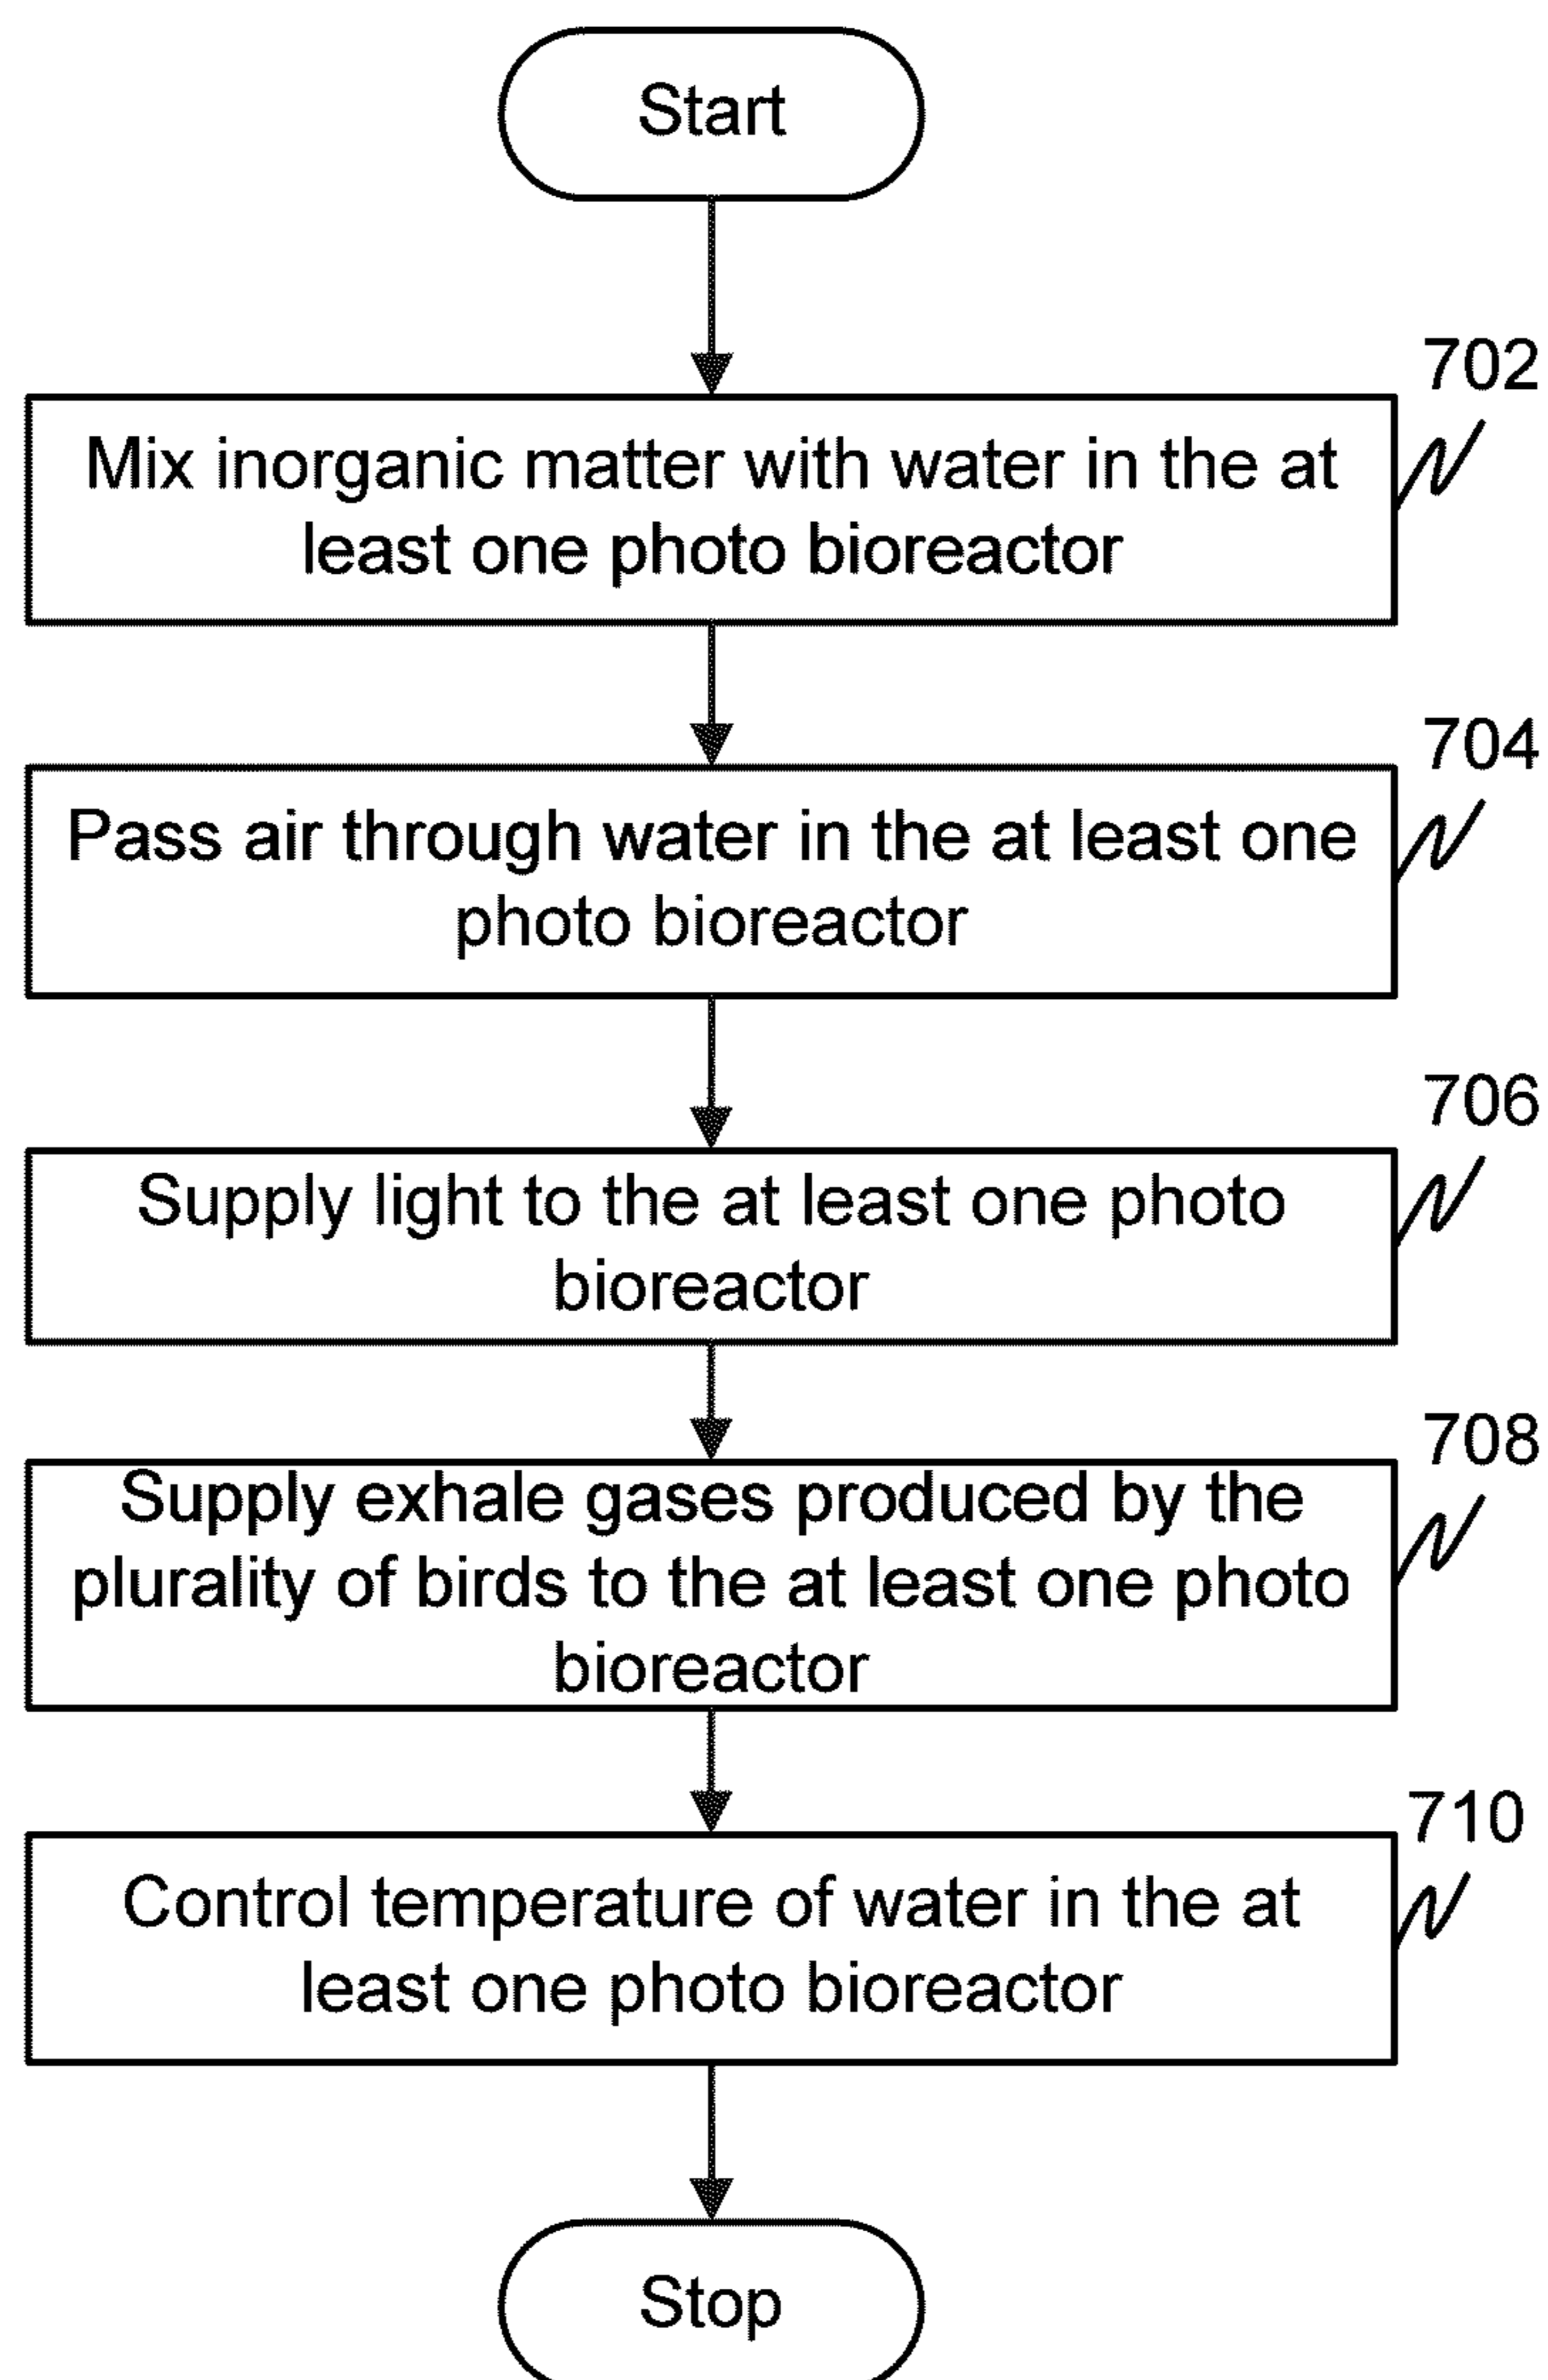 Start
702
Mix inorganic matter with water in the at
least one photo bioreactor
704
Pass air through water in the at least one
photo bioreactor
706
Supply light to the at least one photo
bioreactor
708
Supply exhale gases produced by the
plurality of birds to the at least one photo
bioreactor
710
Control temperature of water in the at
least one photo bioreactor
Stop